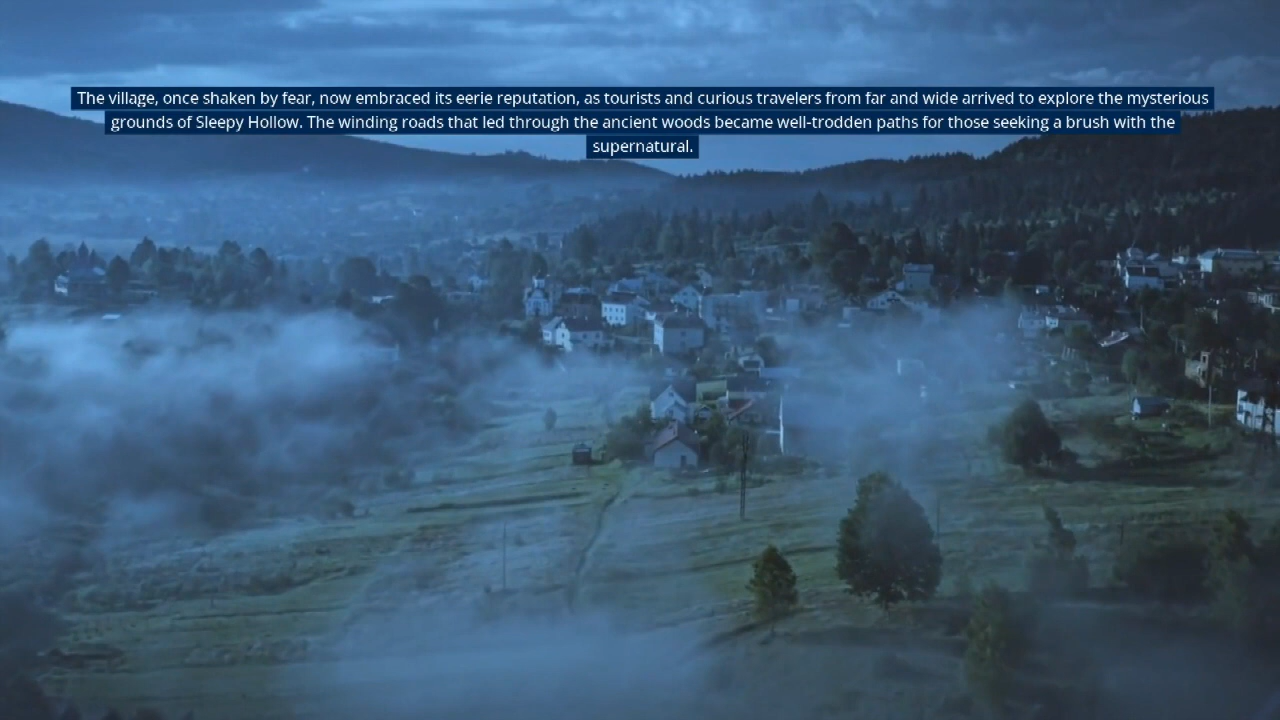 The village, once shaken by fear, now embraced its eerie reputation, as tourists and curious travelers from far and wide arrived to explore the mysterious
grounds of Sleepy Hollow. The winding roads that led through the ancient woods became well-trodden paths for those seeking a brush with the
supernatural.